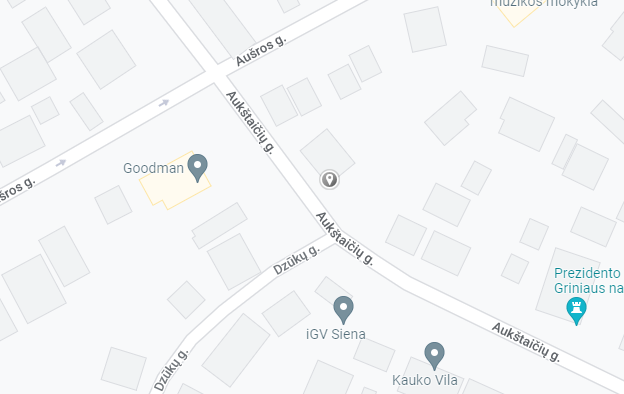 muzikos mokykla
Aušros g.
Aukštaičių g.
Goodman
šros g.
Aukštaičių g.
Dzūkų g.
Prezidento
Griniaus na
iGV Siena
Aukštaičių g.
Dzūkų g.
Kauko Vila